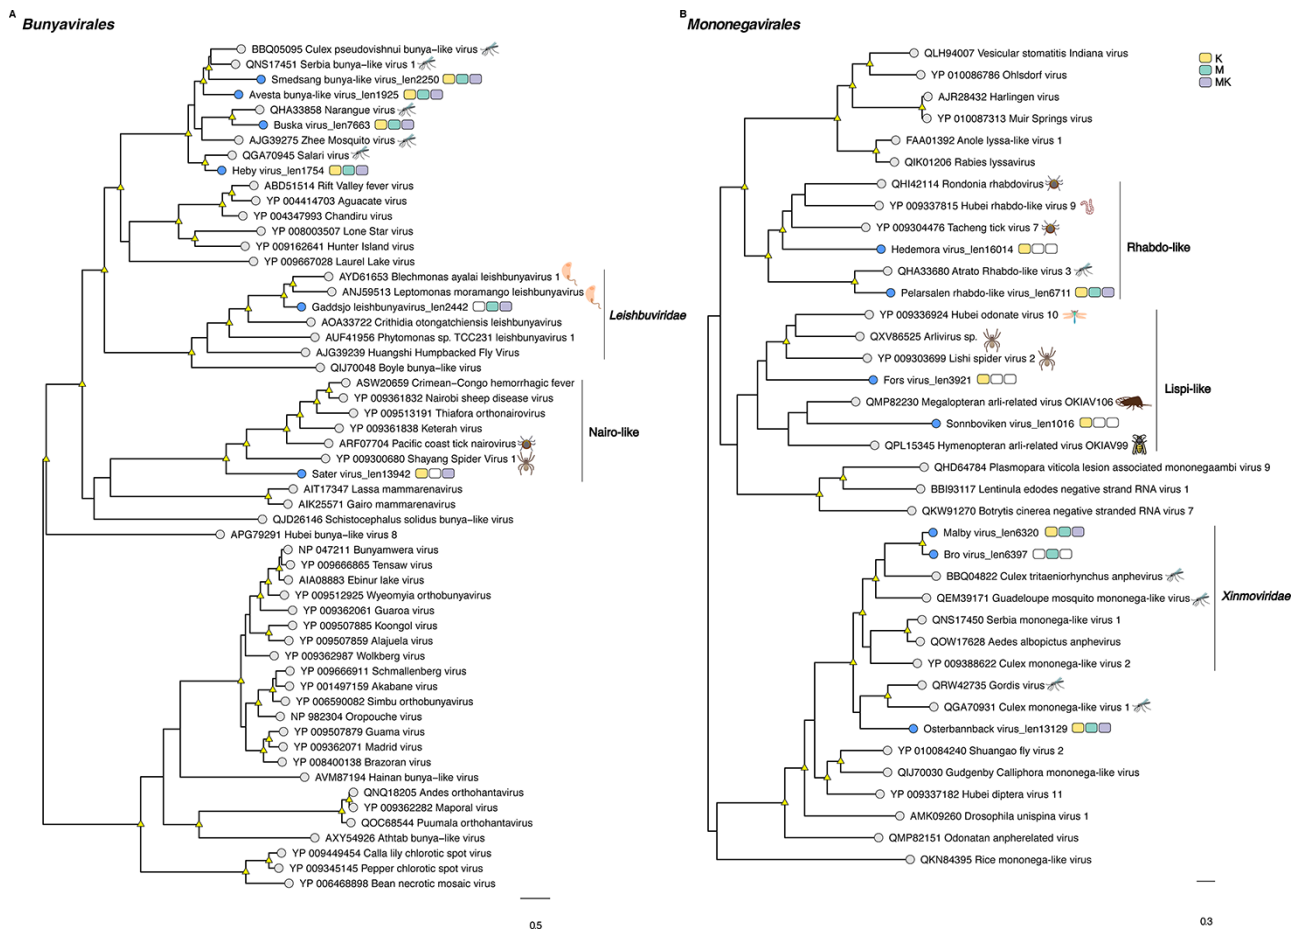 A
Bunyavirales
BBQ05095 Culex pseudovishnui bunya−like virus
QNS17451 Serbia bunya−like virus 1
Smedsang bunya-like virus_len2250
Avesta bunya-like virus_len1925
QHA33858 Narangue virus
Buska virus_len7663
AJG39275 Zhee Mosquito virus
QGA70945 Salari virus
Heby virus_len1754
ABD51514 Rift Valley fever virus
YP 004414703 Aguacate virus
YP 004347993 Chandiru virus
YP 008003507 Lone Star virus
YP 009162641 Hunter Island virus
YP 009667028 Laurel Lake virus
AYD61653 Blechmonas ayalai leishbunyavirus 1
ANJ59513 Leptomonas moramango leishbunyavirus
Gaddsjo leishbunyavirus_len2442
AOA33722 Crithidia otongatchiensis leishbunyavirus
AUF41956 Phytomonas sp. TCC231 leishbunyavirus 1
AJG39239 Huangshi Humpbacked Fly Virus
Leishbuviridae
QIJ70048 Boyle bunya−like virus
ASW20659 Crimean−Congo hemorrhagic fever
YP 009361832 Nairobi sheep disease virus
YP 009513191 Thiafora orthonairovirus
YP 009361838 Keterah virus
ARF07704 Pacific coast tick nairovirus
YP 009300680 Shayang Spider Virus 1
Sater virus_len13942
Nairo-like
AIT17347 Lassa mammarenavirus
AIK25571 Gairo mammarenavirus
QJD26146 Schistocephalus solidus bunya−like virus
APG79291 Hubei bunya−like virus 8
NP 047211 Bunyamwera virus
YP 009666865 Tensaw virus
AIA08883 Ebinur lake virus
YP 009512925 Wyeomyia orthobunyavirus
YP 009362061 Guaroa virus
YP 009507885 Koongol virus
YP 009507859 Alajuela virus
YP 009362987 Wolkberg virus
YP 009666911 Schmallenberg virus
YP 001497159 Akabane virus
YP 006590082 Simbu orthobunyavirus
NP 982304 Oropouche virus
YP 009507879 Guama virus
YP 009362071 Madrid virus
YP 008400138 Brazoran virus
AVM87194 Hainan bunya−like virus
QNQ18205 Andes orthohantavirus
YP 009362282 Maporal virus
QOC68544 Puumala orthohantavirus
AXY54926 Athtab bunya−like virus
YP 009449454 Calla lily chlorotic spot virus
YP 009345145 Pepper chlorotic spot virus
YP 006468898 Bean necrotic mosaic virus
0.5
B
Mononegavirales
K
M
MK
QLH94007 Vesicular stomatitis Indiana virus
YP 010086786 Ohlsdorf virus
AJR28432 Harlingen virus
YP 010087313 Muir Springs virus
FAA01392 Anole lyssa−like virus 1
QIK01206 Rabies lyssavirus
QHI42114 Rondonia rhabdovirus
YP 009337815 Hubei rhabdo−like virus 9
YP 009304476 Tacheng tick virus 7
Hedemora virus_len16014
QHA33680 Atrato Rhabdo−like virus 3
Pelarsalen rhabdo-like virus_len6711
Rhabdo-like
YP 009336924 Hubei odonate virus 10
QXV86525 Arlivirus sp.
YP 009303699 Lishi spider virus 2
Fors virus_len3921
QMP82230 Megalopteran arli-related virus OKIAV106
Sonnboviken virus_len1016
QPL15345 Hymenopteran arli-related virus OKIAV99
Lispi-like
QHD64784 Plasmopara viticola lesion associated mononegaambi virus 9
BBI93117 Lentinula edodes negative strand RNA virus 1
QKW91270 Botrytis cinerea negative stranded RNA virus 7
Malby virus_len6320
Bro virus_len6397
BBQ04822 Culex tritaeniorhynchus anphevirus
QEM39171 Guadeloupe mosquito mononega−like virus
QNS17450 Serbia mononega−like virus 1
QOW17628 Aedes albopictus anphevirus
YP 009388622 Culex mononega−like virus 2
Xinmoviridae
QRW42735 Gordis virus
QGA70931 Culex mononega−like virus 1
Osterbannback virus_len13129
YP 010084240 Shuangao fly virus 2
QIJ70030 Gudgenby Calliphora mononega−like virus
YP 009337182 Hubei diptera virus 11
AMK09260 Drosophila unispina virus 1
QMP82151 Odonatan anpherelated virus
QKN84395 Rice mononega−like virus
0.3